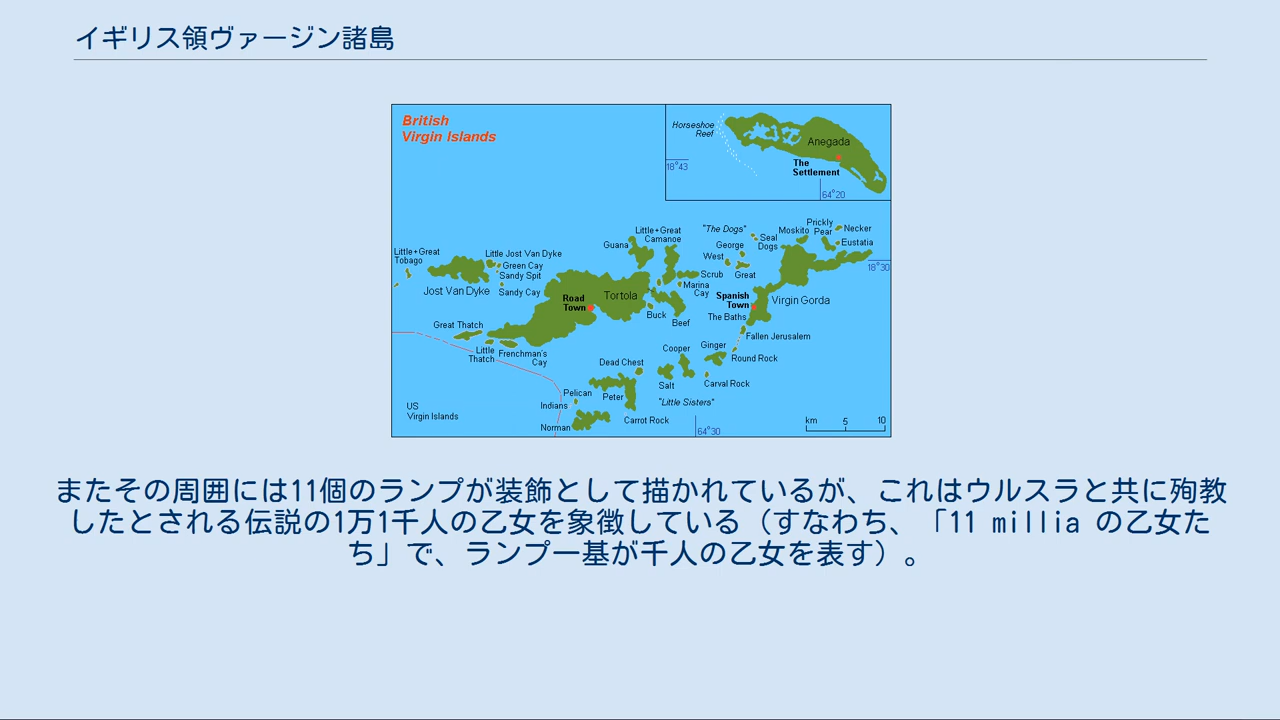 イギリス領ヴァージン諸島
British
Virgin Islands
Horseshoe
Reef
Anegada
The
Settlement
18°43
64°20
Little+Great
Tobago
Jost Van Dyke
Little Jost Van Dyke
Green Cay
Sandy Spit
Sandy Cay
Guana
Little+Great
Camanoe
"The Dogs"
George
West
Seal
Dogs
Great
Moskito
Prickly
Pear
Necker
Eustatia
18°30
Scrub
Marina
Cay
Road
Town
Tortola
Buck
Beef
Spanish
Town
Virgin Gorda
The Baths
Fallen Jerusalem
Great Thatch
Little
Thatch
Frenchman's
Cay
Cooper
Ginger
Round Rock
Dead Chest
Salt
Carval Rock
Pelican
Peter
"Little Sisters"
Indians
Norman
Carrot Rock
US
Virgin Islands
64°30
km 5 10
またその周囲には11個のランプが装飾として描かれているが、これはウルスラと共に殉教
したとされる伝説の1万1千人の乙女を象徴している（すなわち、「11 millia の乙女た
ち」で、ランプ一基が千人の乙女を表す）。